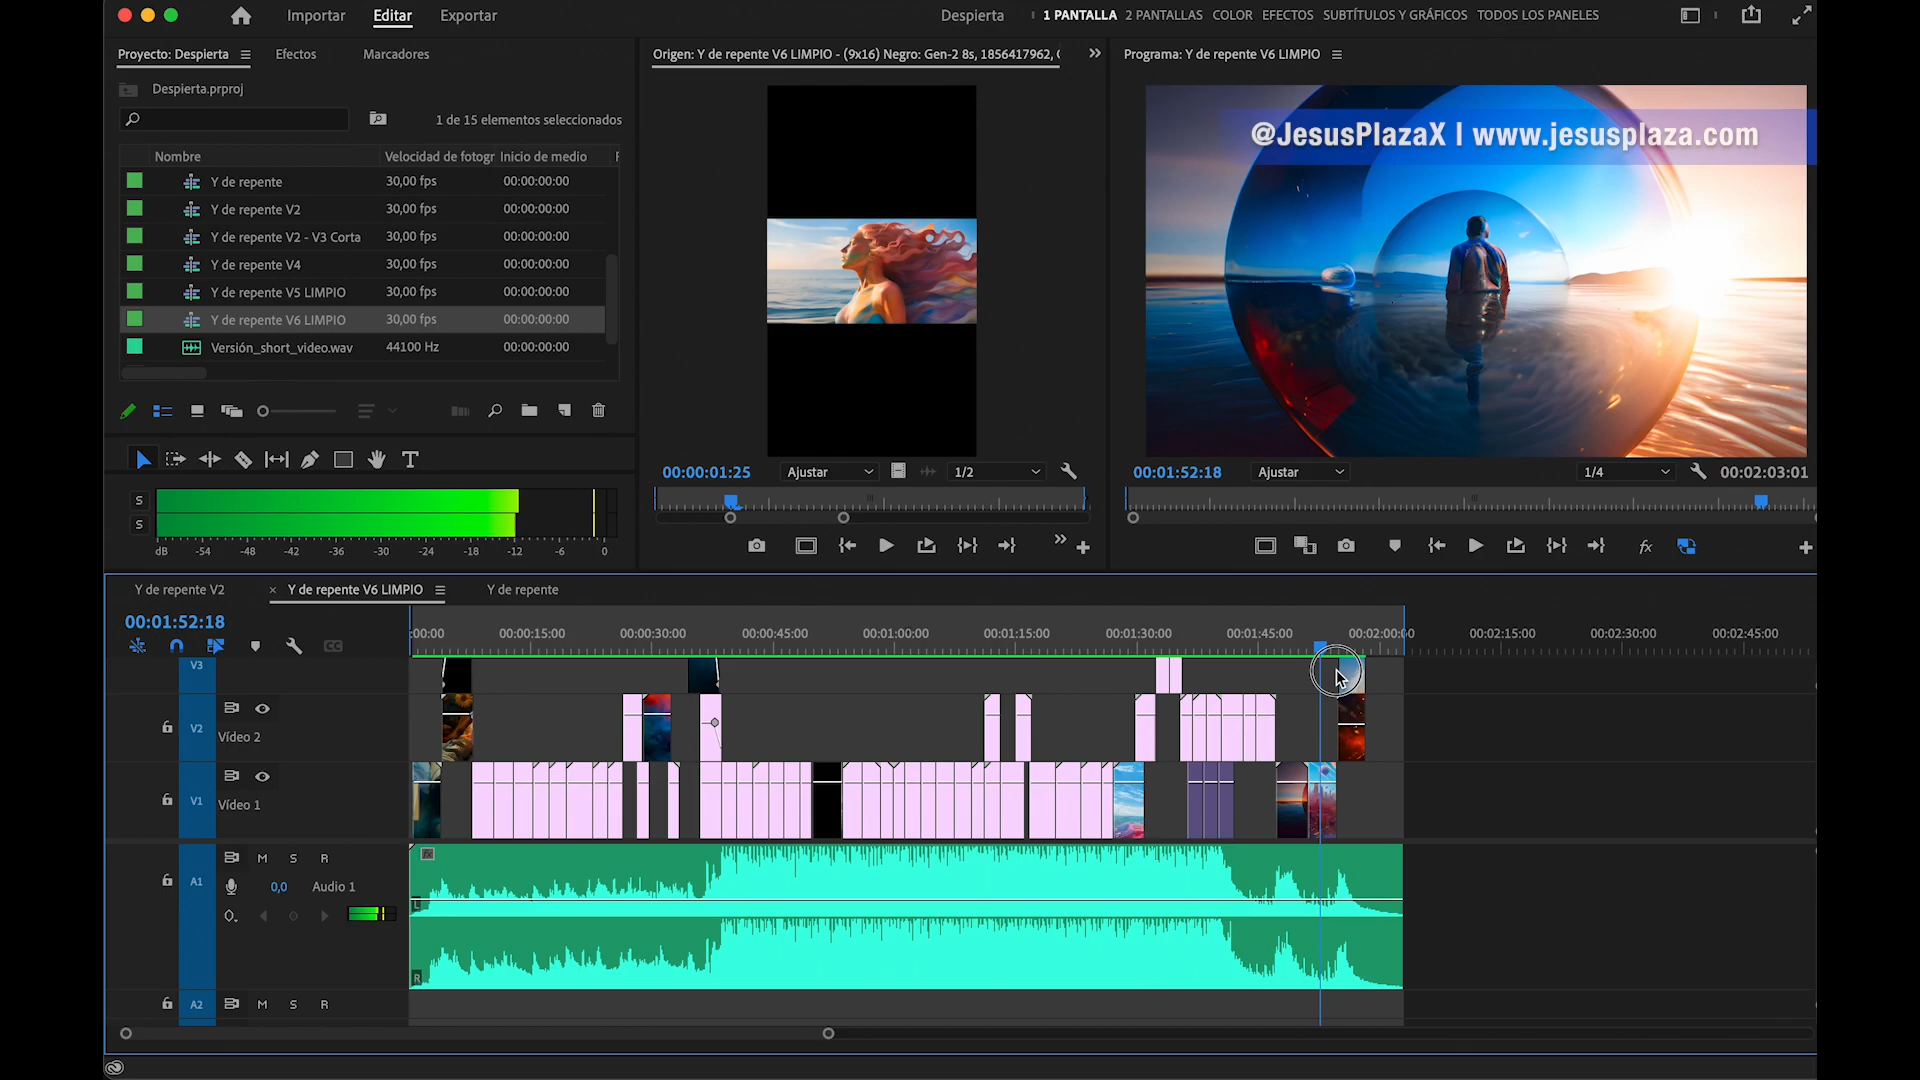 Importar Editar Exportar
Despierta
1 PANTALLA 2 PANTALLAS COLOR EFECTOS SUBTÍTULOS Y GRÁFICOS TODOS LOS PANELES
Proyecto: Despierta Efectos Marcadores
Despierta.prproj
1 de 15 elementos seleccionados
Nombre Velocidad de fotogr Inicio de medio
Y de repente 30,00 fps 00:00:00:00
Y de repente V2 30,00 fps 00:00:00:00
Y de repente V2 - V3 Corta 30,00 fps 00:00:00:00
Y de repente V4 30,00 fps 00:00:00:00
Y de repente V5 LIMPIO 30,00 fps 00:00:00:00
Y de repente V6 LIMPIO 30,00 fps 00:00:00:00
Versión_short_video.wav 44100 Hz 00:00:00:00
S
S
dB -54 -48 -42 -36 -30 -24 -18 -12 -6 0
Origen: Y de repente V6 LIMPIO - (9x16) Negro: Gen-2 8s, 1856417962,
00:00:01:25 Ajustar 1/2
Programa: Y de repente V6 LIMPIO
@JesusPlazaX | www.jesusplaza.com
00:01:52:18 Ajustar 1/4 00:02:03:01
fx
Y de repente V2 × Y de repente V6 LIMPIO Y de repente
00:01:52:18
:00:00 00:00:15:00 00:00:30:00 00:00:45:00 00:01:00:00 00:01:15:00 00:01:30:00 00:01:45:00 00:02:00:00 00:02:15:00 00:02:30:00 00:02:45:00
CC
V3
V2 Vídeo 2
V1 Vídeo 1
A1 M S R
0,0 Audio 1
fx
L
R
A2 M S R